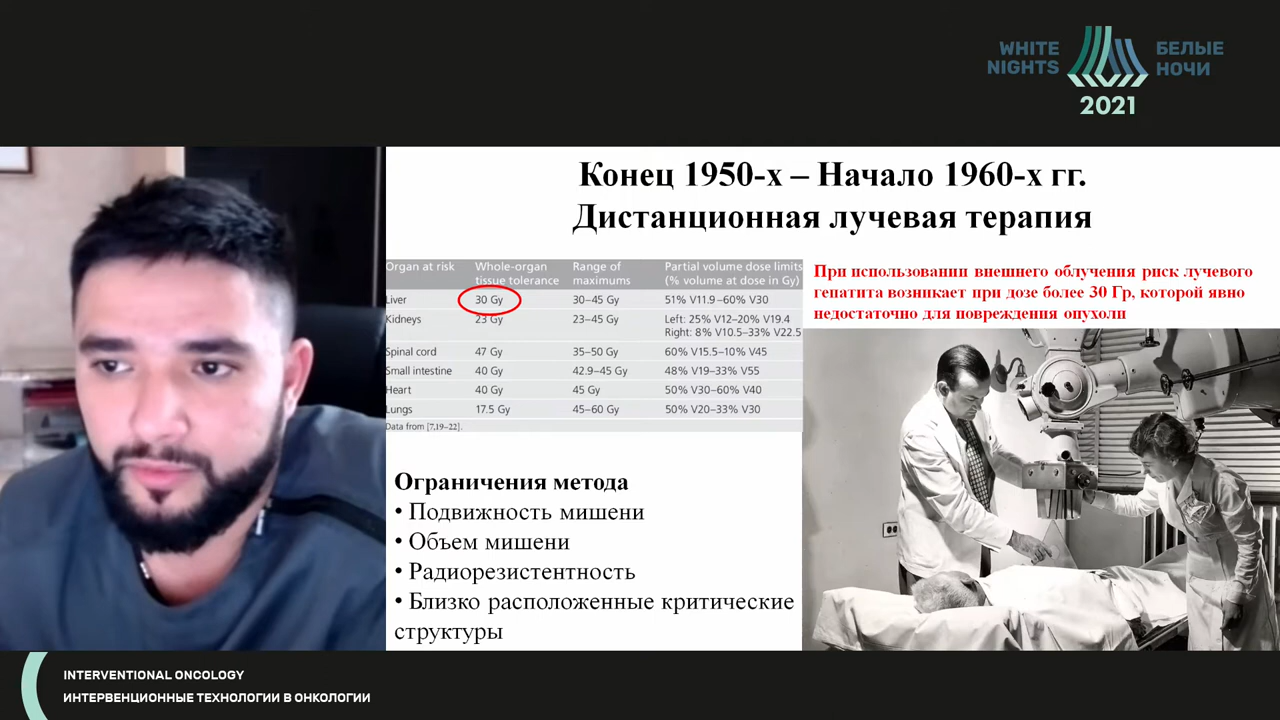 WHITE
NIGHTS
БЕЛЫЕ
НОЧИ
2021
Конец 1950-х – Начало 1960-х гг.
Дистанционная лучевая терапия
Organ at risk Whole-organ tissue tolerance Range of maximums Partial volume dose limits (% volume at dose in Gy)
Liver 30 Gy 30–45 Gy 51% V11.9–60% V30
Kidneys 23 Gy 23–45 Gy Left: 25% V12–20% V19.4
Right: 8% V10.5–33% V22.5
Spinal cord 47 Gy 35–50 Gy 60% V15.5–10% V45
Small intestine 40 Gy 42.9–45 Gy 48% V19–33% V55
Heart 40 Gy 45 Gy 50% V30–60% V40
Lungs 17.5 Gy 45–60 Gy 50% V20–33% V30
Data from [7,19–22].
При использовании внешнего облучения риск лучевого
гепатита возникает при дозе более 30 Гр, которой явно
недостаточно для повреждения опухоли
Ограничения метода
• Подвижность мишени
• Объем мишени
• Радиорезистентность
• Близко расположенные критические
структуры
INTERVENTIONAL ONCOLOGY
ИНТЕРВЕНЦИОННЫЕ ТЕХНОЛОГИИ В ОНКОЛОГИИ